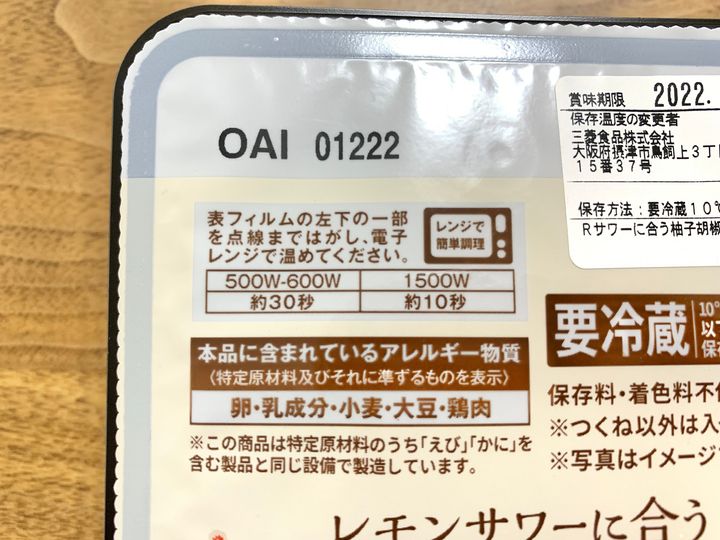 OAI 01222
賞味期限 2022.
保存温度の変更者
三菱食品株式会社
大阪府摂津市鳥飼上3丁
15番37号
保存方法:要冷蔵10℃
Rサワーに合う柚子胡椒
表フィルムの左下の一部
を点線まではがし、電子
レンジで温めてください。
レンジで
簡単調理
500W-600W 1500W
約30秒 約10秒
要冷蔵
10°
以下
保存
本品に含まれているアレルギー物質
〈特定原材料及びそれに準ずるものを表示〉
卵・乳成分・小麦・大豆・鶏肉
※この商品は特定原材料のうち「えび」「かに」を
含む製品と同じ設備で製造しています。
保存料・着色料不
※つくね以外は入
※写真はイメージ
レモンサワーに合う